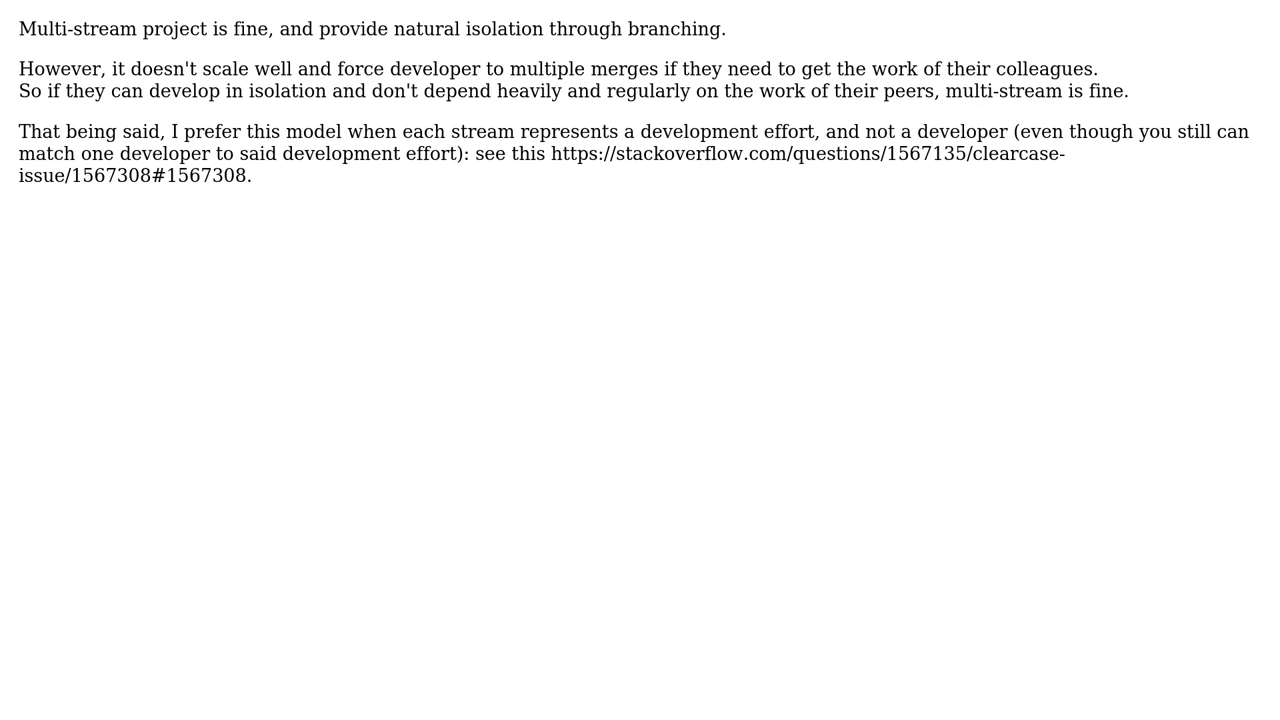 Multi-stream project is fine, and provide natural isolation through branching.
However, it doesn't scale well and force developer to multiple merges if they need to get the work of their colleagues.
So if they can develop in isolation and don't depend heavily and regularly on the work of their peers, multi-stream is fine.
That being said, I prefer this model when each stream represents a development effort, and not a developer (even though you still can
match one developer to said development effort): see this https://stackoverflow.com/questions/1567135/clearcase-
issue/1567308#1567308.